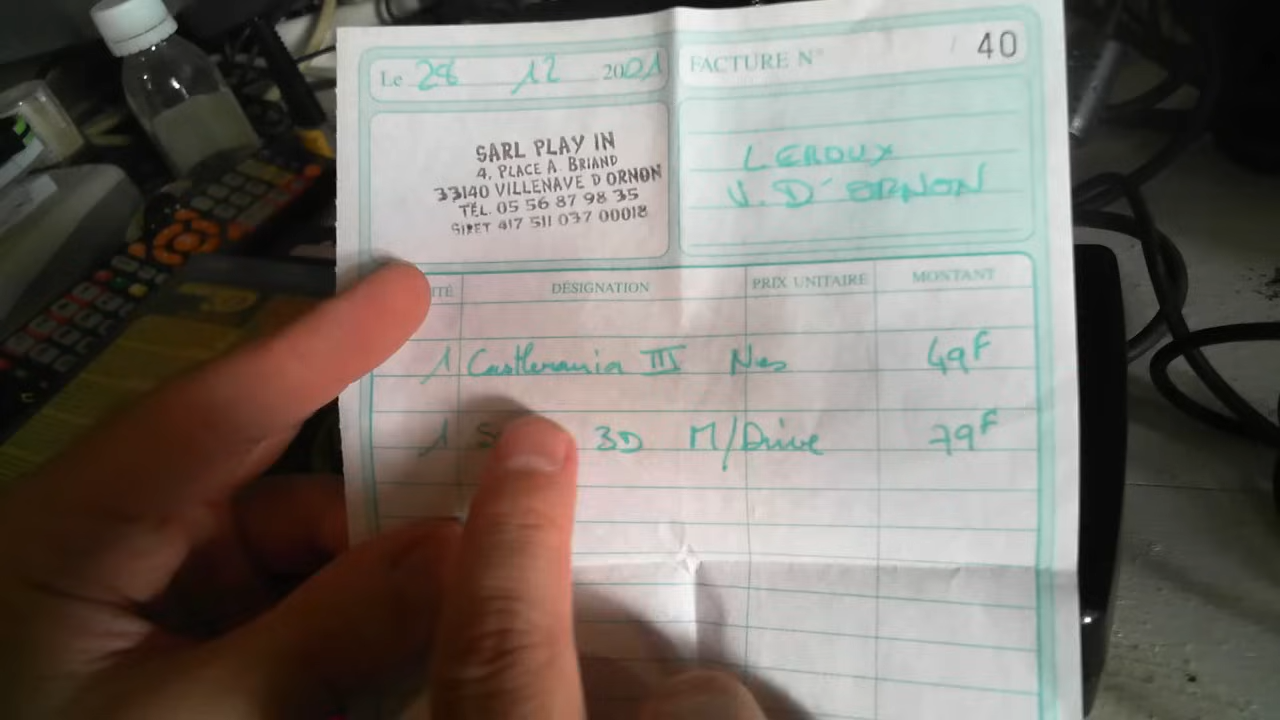 Le 28 12 2001
FACTURE N° 40
SARL PLAY IN
4, PLACE A. BRIAND
33140 VILLENAVE D ORNON
TÉL. 05 56 87 98 35
SIRET 417 511 037 00018
LEROUX
V. D'ORNON
ITÉ DÉSIGNATION PRIX UNITAIRE MONTANT
1 Castlevania III Nes 49F
1 3D M/Drive 79F